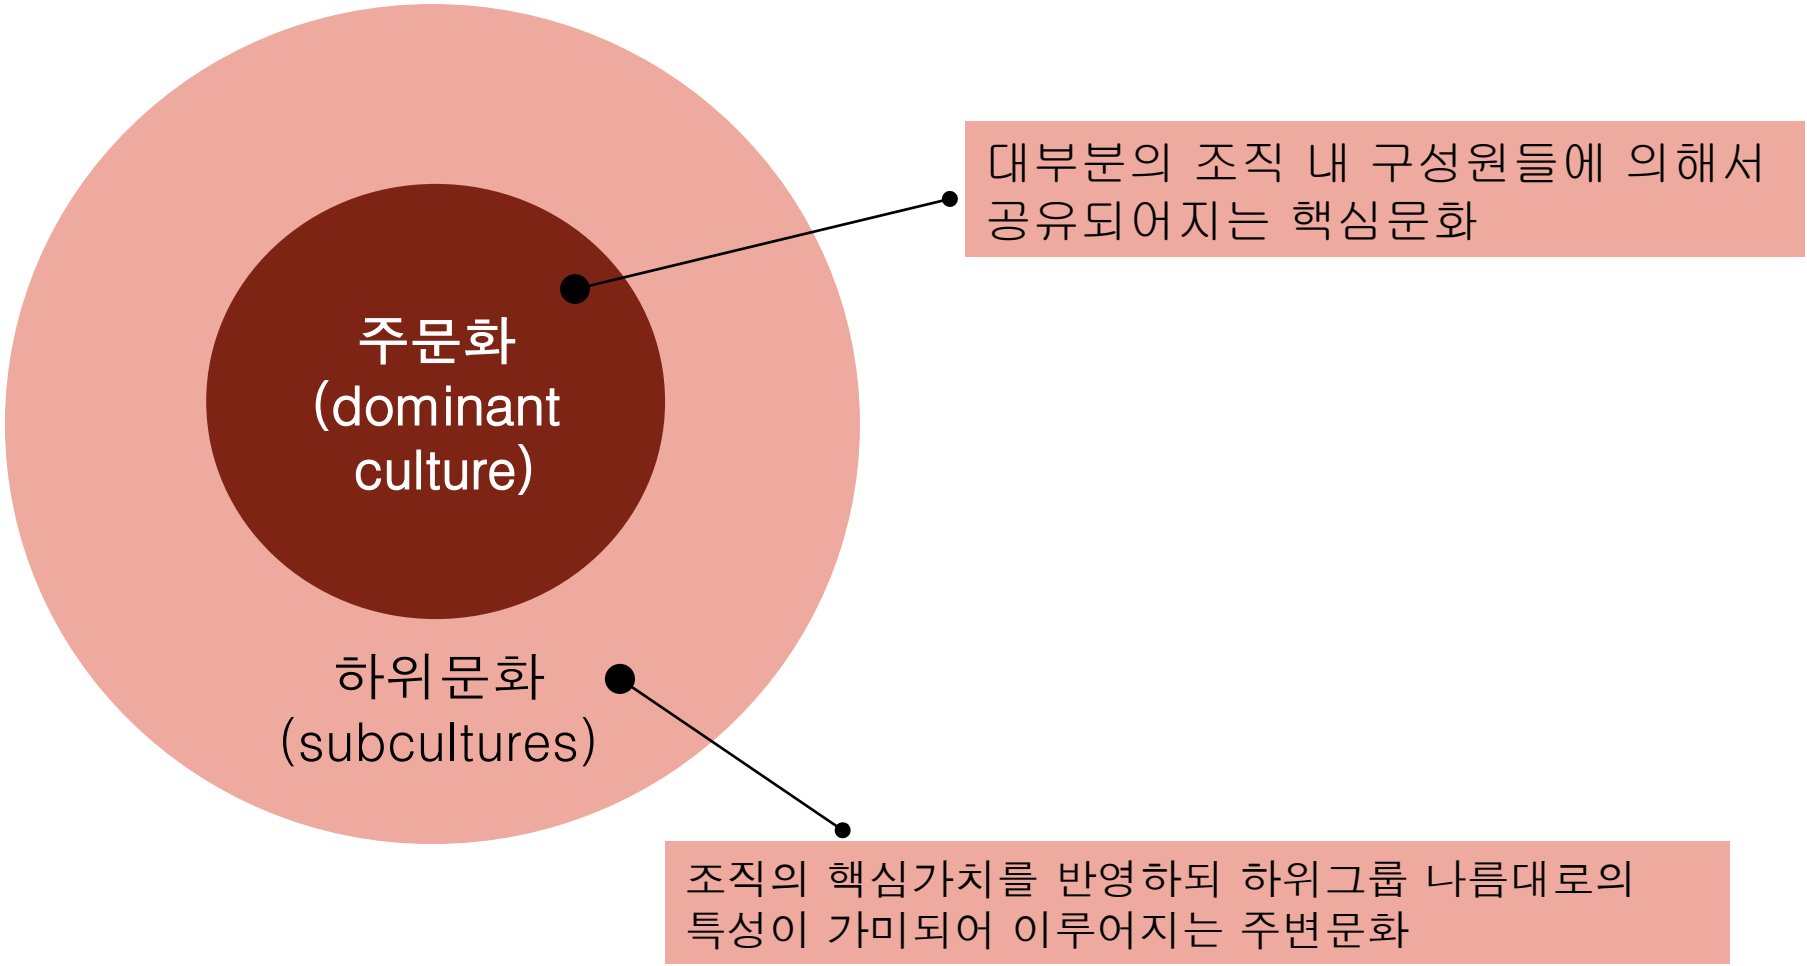 대부분의 조직 내 구성원들에 의해서
공유되어지는 핵심문화
주문화
(dominant
culture)
하위문화
(subcultures)
조직의 핵심가치를 반영하되 하위그룹 나름대로의
특성이 가미되어 이루어지는 주변문화